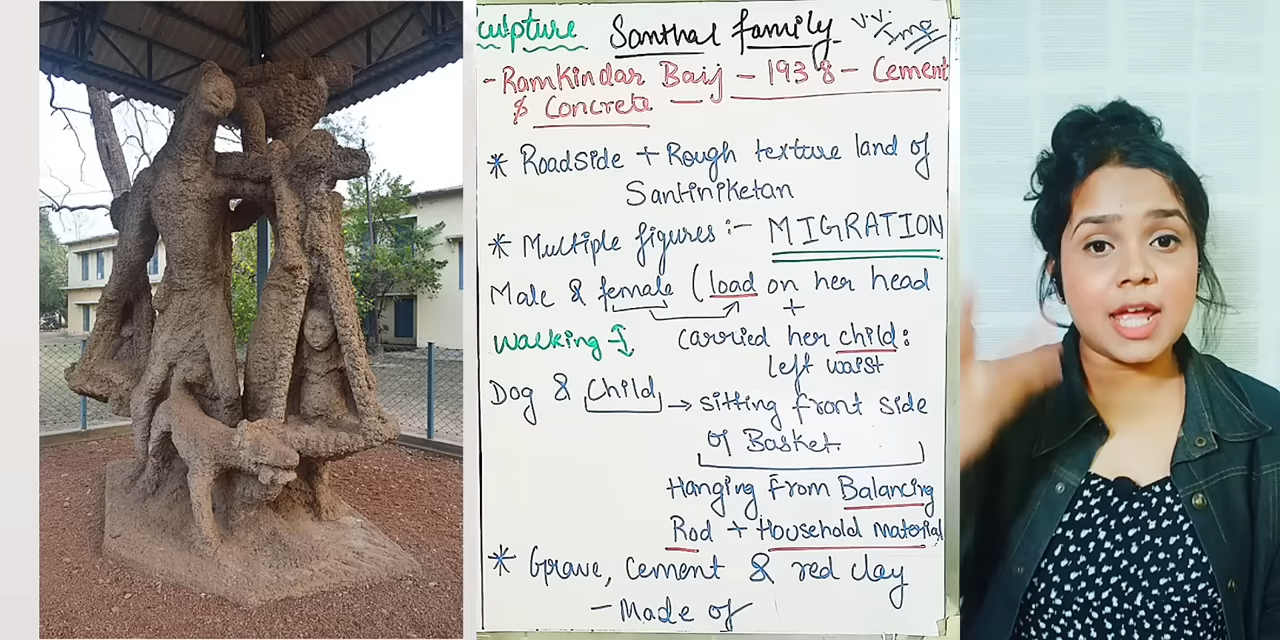 culpture Santhal family V.V. Img
- Ramkindar Baij - 1938 - Cement
& Concrete -
* Roadside + Rough texture land of
Santiniketan
* Multiple figures :- MIGRATION
Male & female (load on her head
+
Walking carried her child :
left waist
Dog & Child → sitting front side
of Basket.
Hanging From Balancing
Rod + Household material
* Grave, Cement & red clay
- Made of